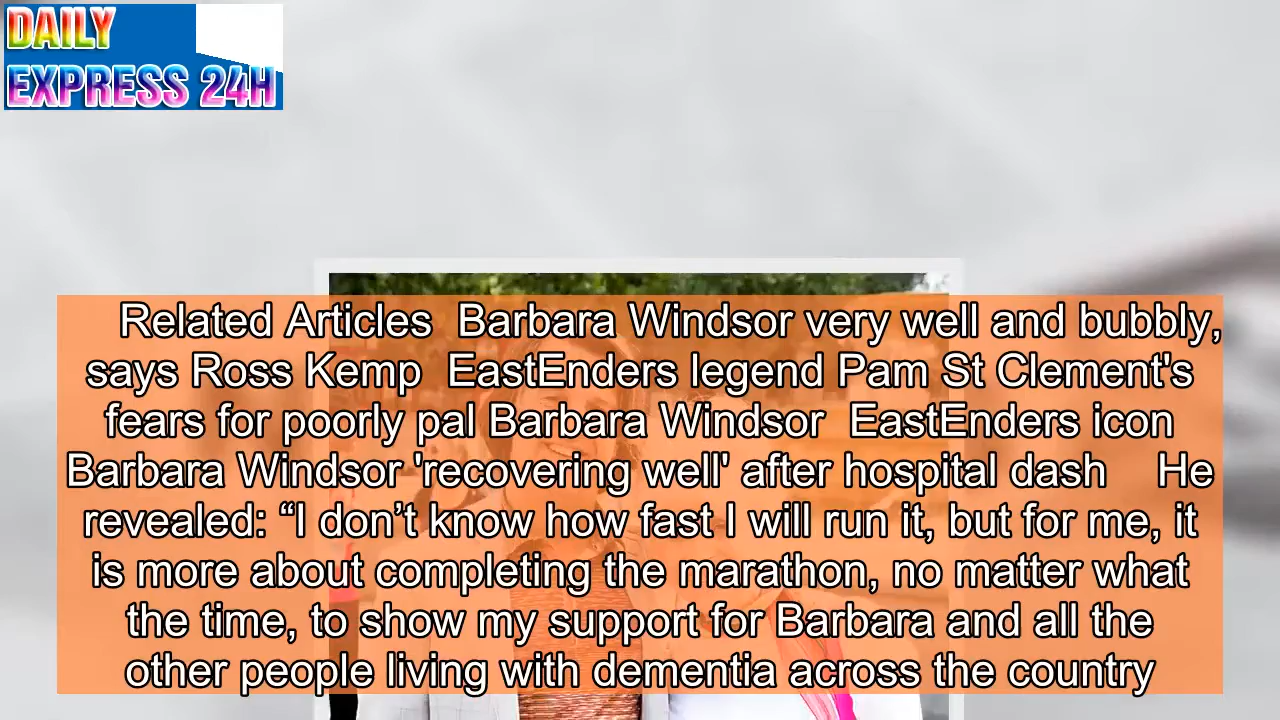 DAILY
EXPRESS 24H
Related Articles  Barbara Windsor very well and bubbly,
says Ross Kemp  EastEnders legend Pam St Clement's
fears for poorly pal Barbara Windsor  EastEnders icon
Barbara Windsor 'recovering well' after hospital dash    He
revealed: “I don’t know how fast I will run it, but for me, it
is more about completing the marathon, no matter what
the time, to show my support for Barbara and all the
other people living with dementia across the country